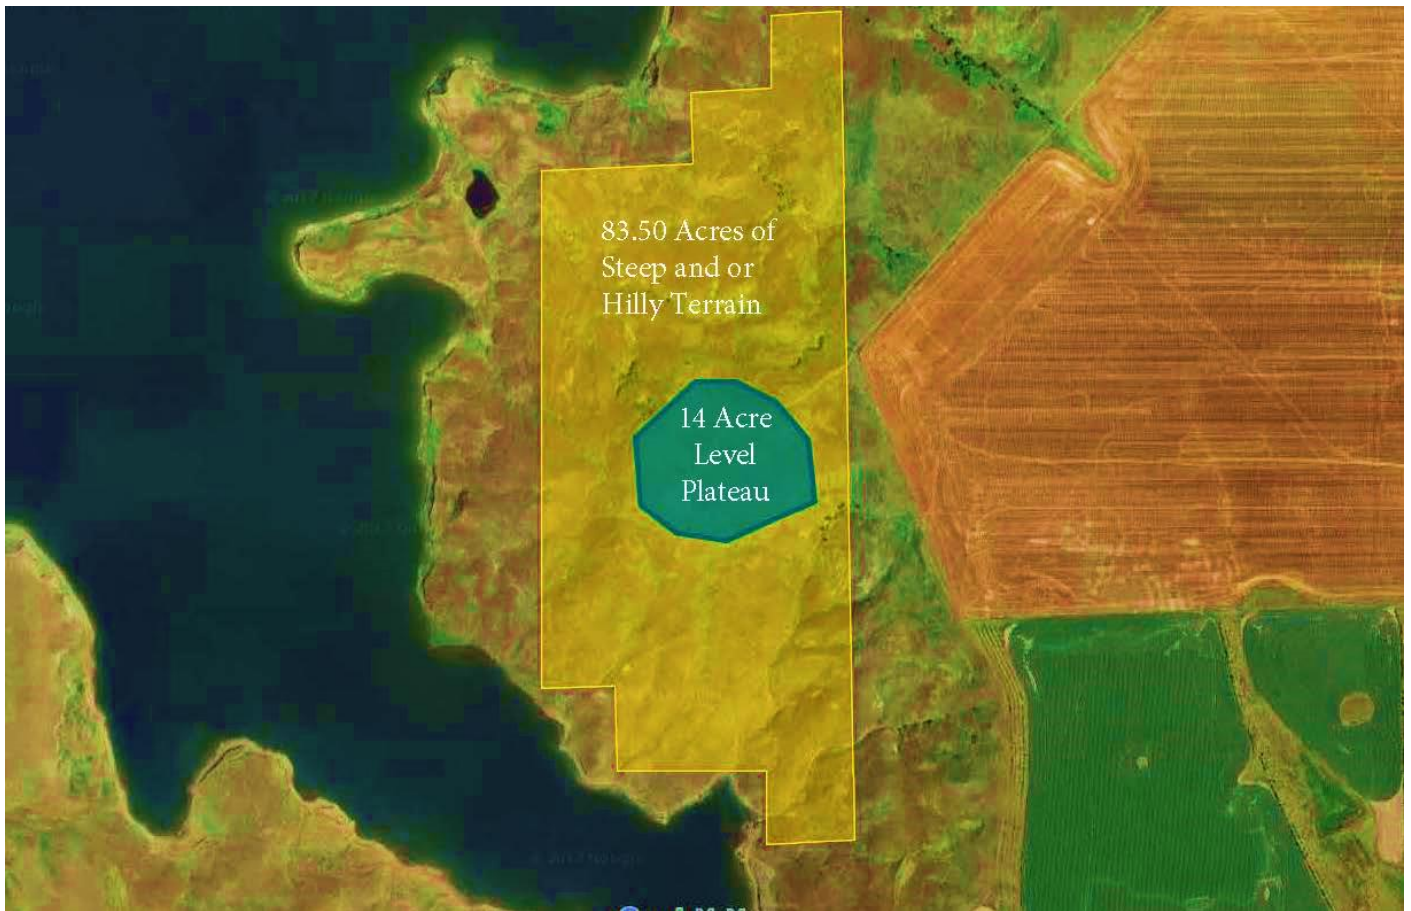 83.50 Acres of
Steep and or
Hilly Terrain
14 Acre
Level
Plateau